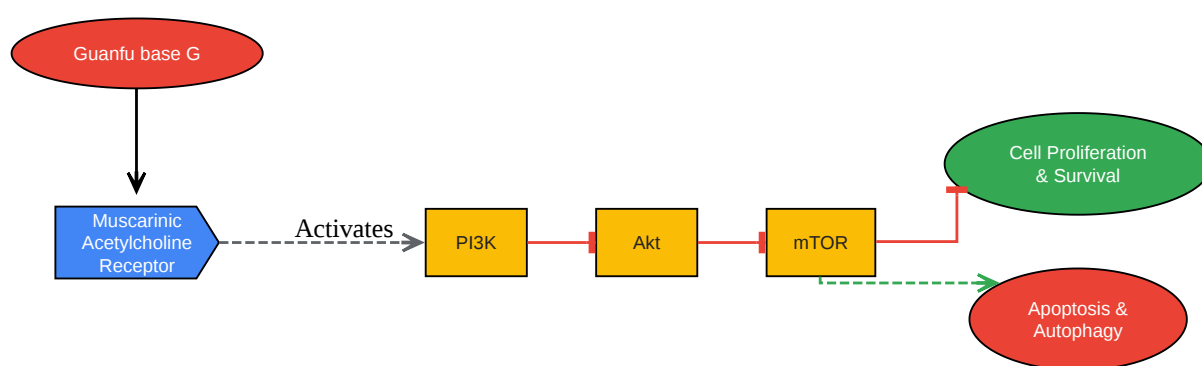 Guanfu base G
Muscarinic
Acetylcholine
Receptor
Activates
PI3K
Akt
mTOR
Cell Proliferation
& Survival
Apoptosis &
Autophagy